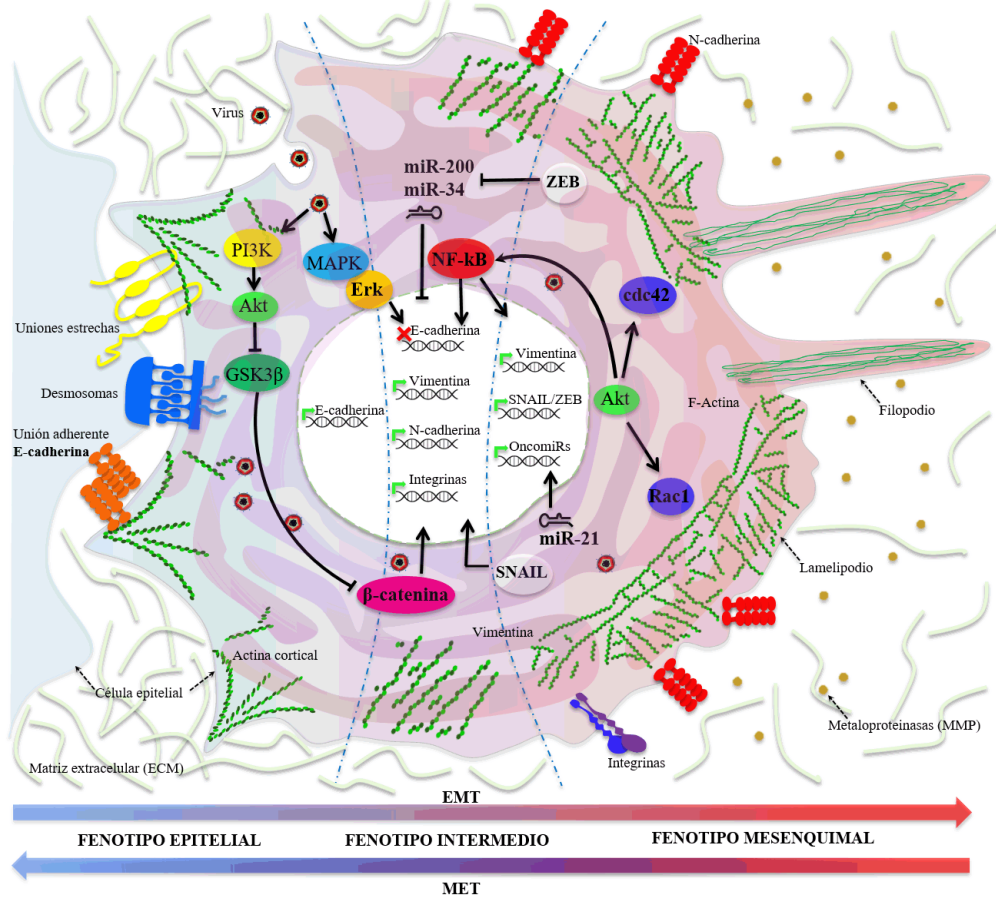 N-cadherina
Virus
miR-200
miR-34
ZEB
PI3K
MAPK
NF-kB
Erk
cdc42
Uniones estrechas
Akt
E-cadherina
Vimentina
GSK3β
Desmosomas
Vimentina
SNAIL/ZEB
Akt
F-Actina
Filopodio
E-cadherina
Unión adherente
E-cadherina
N-cadherina
OncomiRs
Integrinas
Rac1
miR-21
Lamelipodio
SNAIL
β-catenina
Vimentina
Actina cortical
Célula epitelial
Metaloproteinasas (MMP)
Integrinas
Matriz extracelular (ECM)
EMT
FENOTIPO EPITELIAL
FENOTIPO INTERMEDIO
FENOTIPO MESENQUIMAL
MET